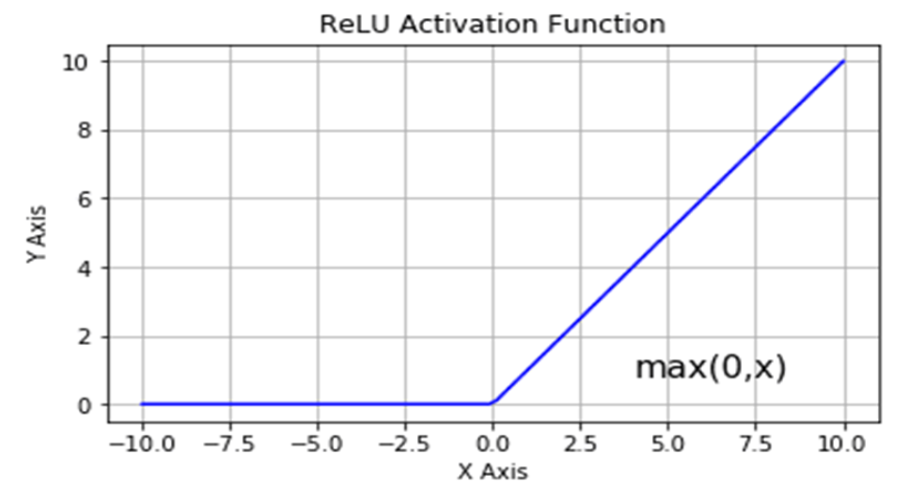 ReLU Activation Function
10
8
6
4
2
0
Y Axis
max(0,x)
−10.0 −7.5 −5.0 −2.5 0.0 2.5 5.0 7.5 10.0
X Axis